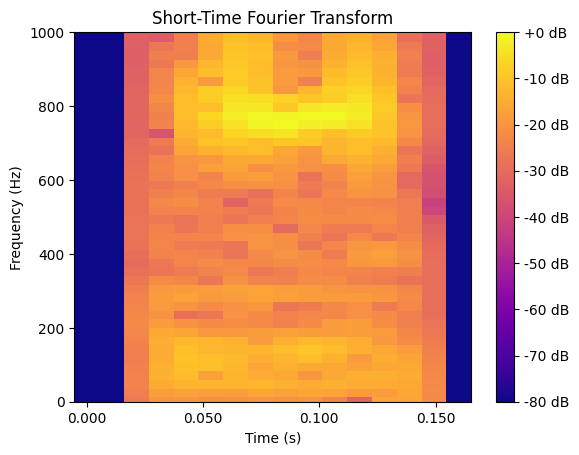 Short-Time Fourier Transform
1000
800
600
400
200
0
Frequency (Hz)
0.000
0.050
0.100
0.150
Time (s)
+0 dB
-10 dB
-20 dB
-30 dB
-40 dB
-50 dB
-60 dB
-70 dB
-80 dB